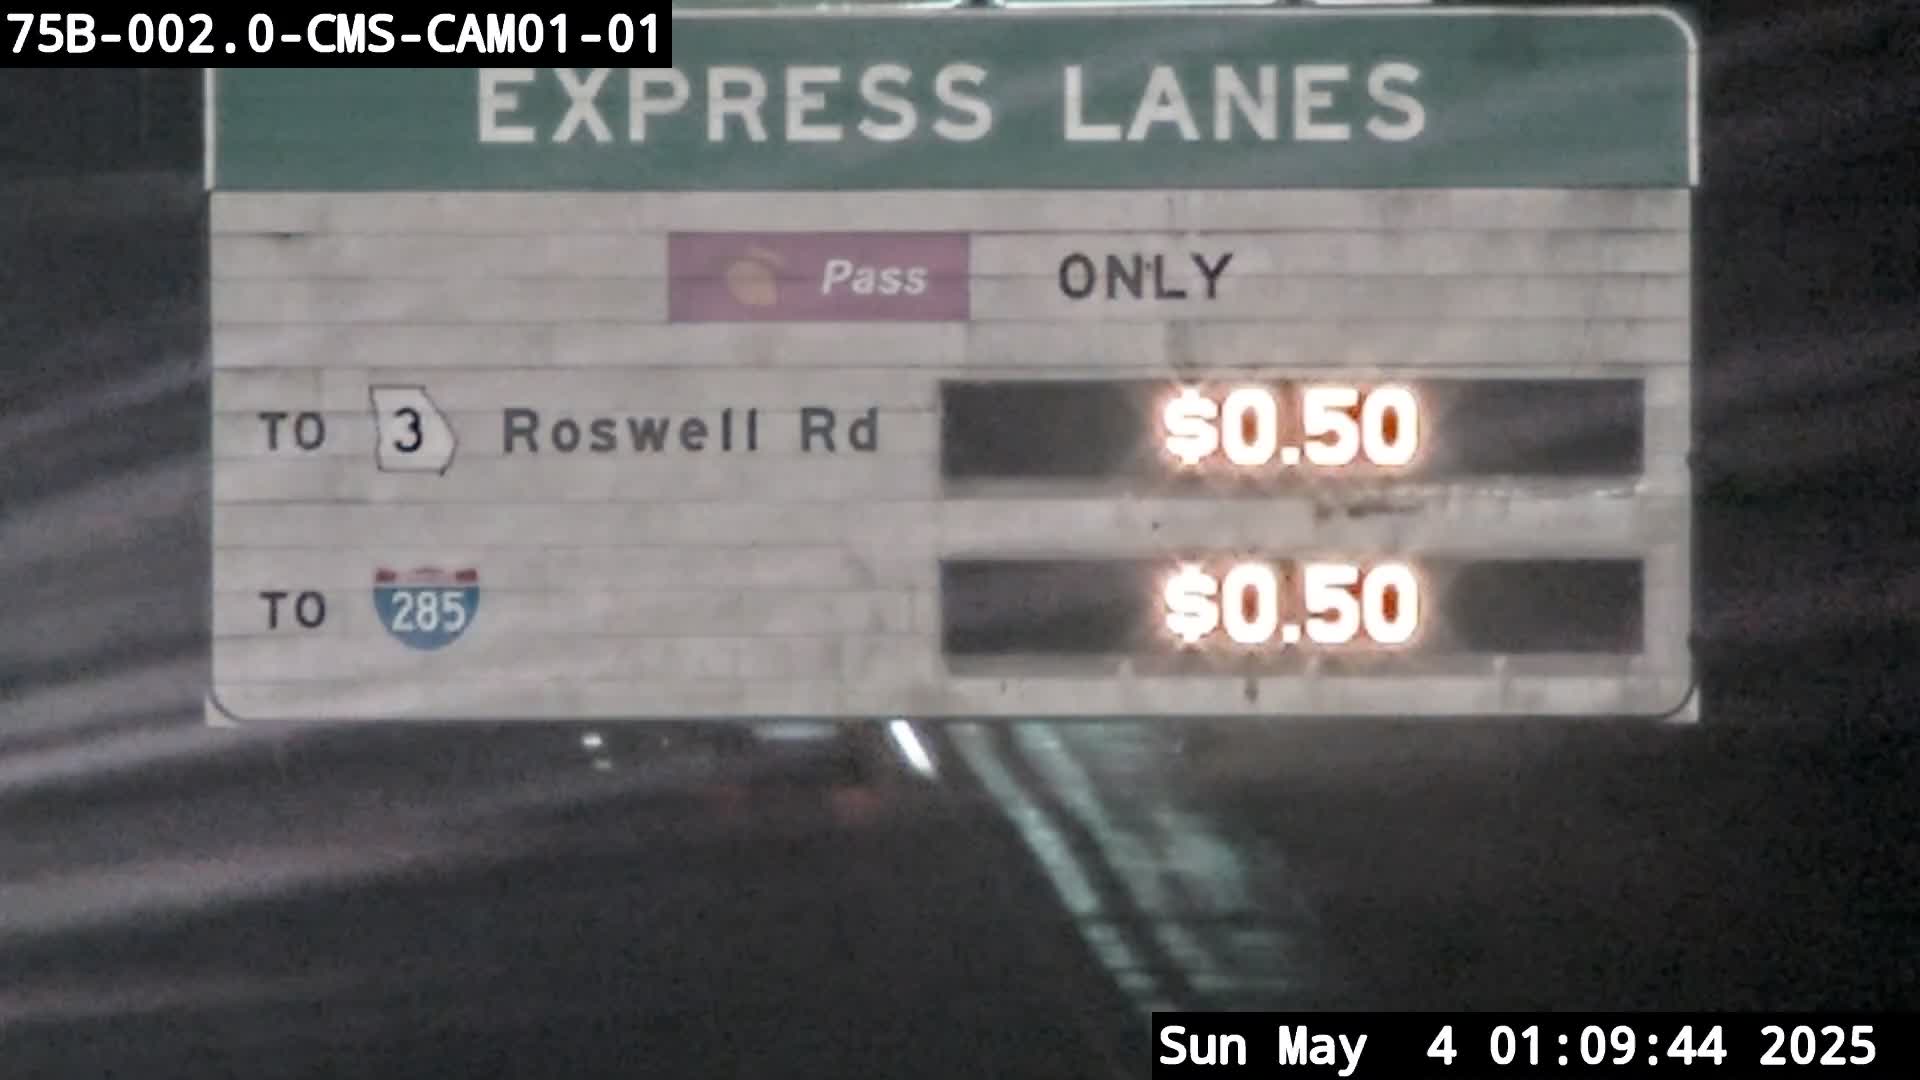 75B-002.0-CMS-CAM01-01
EXPRESS LANES
Pass ONLY
TO 3 Roswell Rd $0.50
TO 285 $0.50
Sun May 4 01:09:44 2025